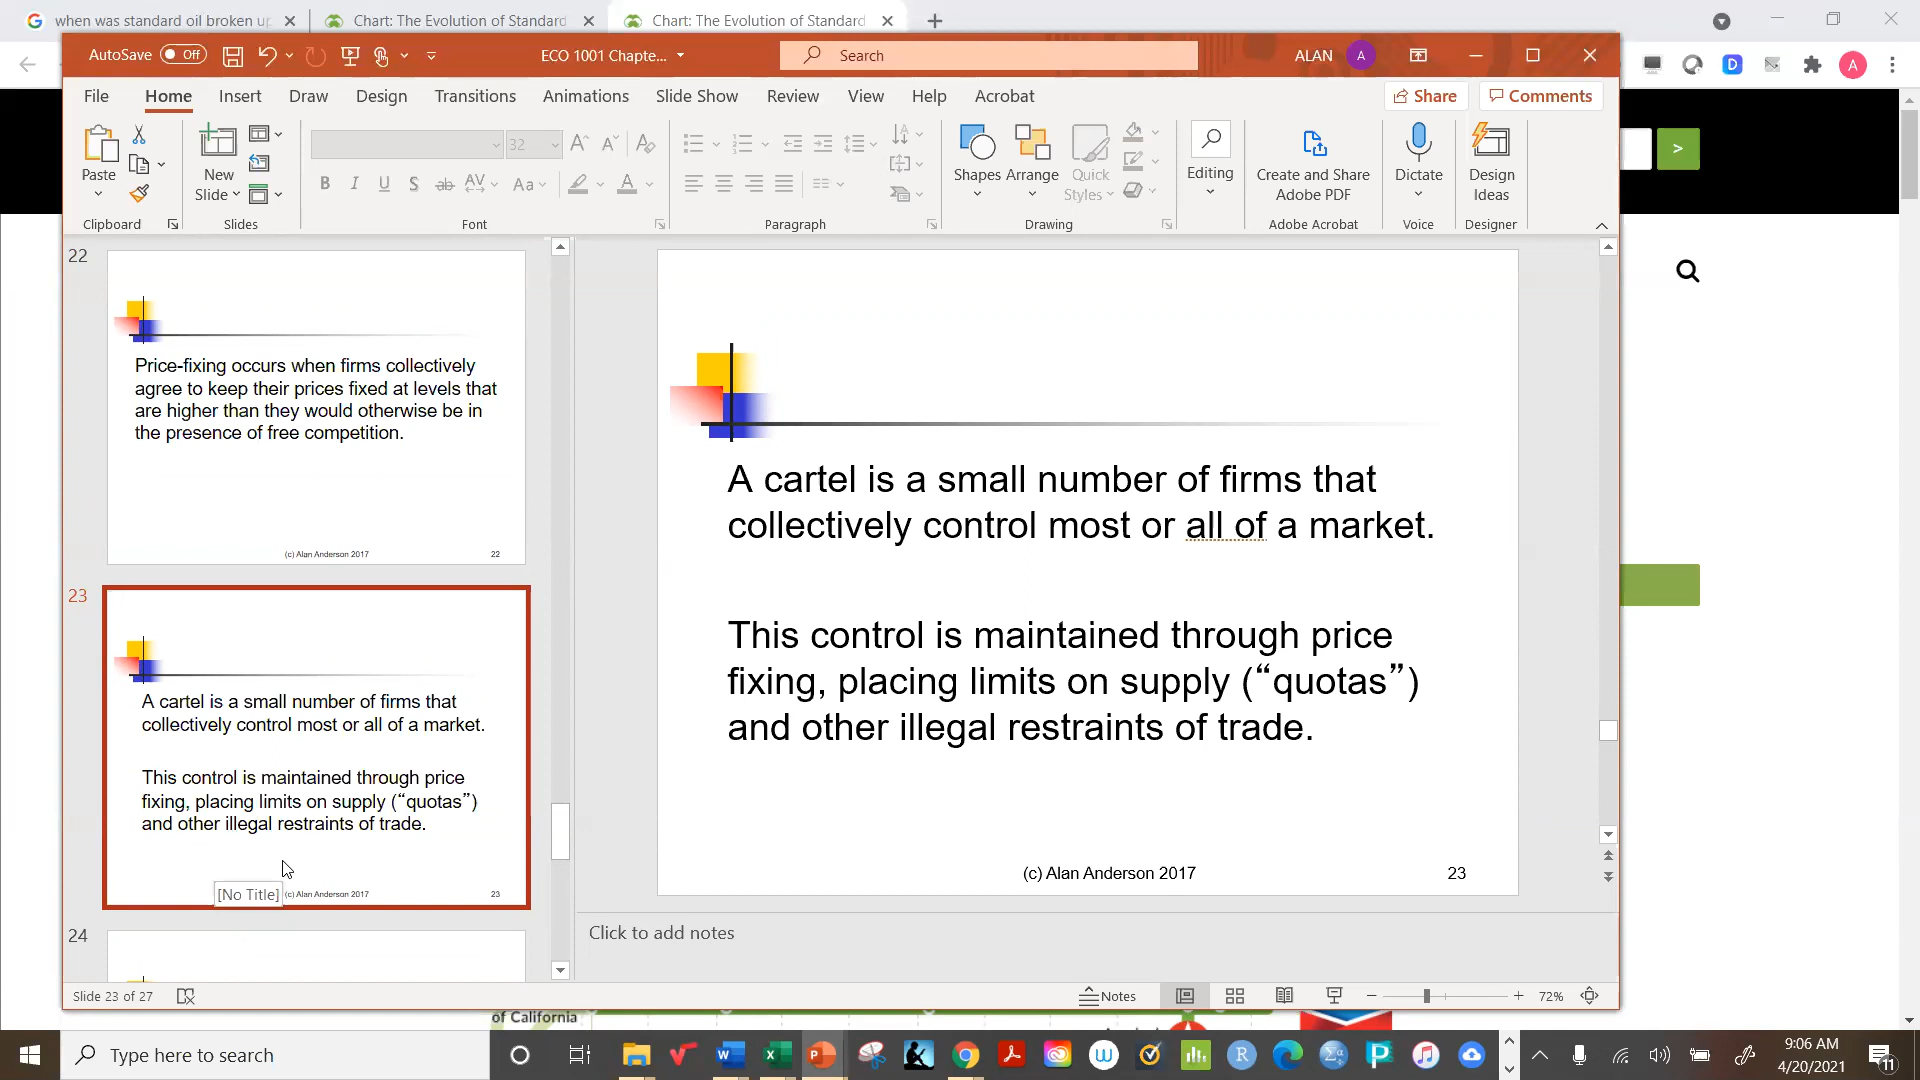 when was standard oil broken up
Chart: The Evolution of Standard
Chart: The Evolution of Standard
AutoSave
Off
ECO 1001 Chapte...
Search
ALAN
A
D
A
File
Home
Insert
Draw
Design
Transitions
Animations
Slide Show
Review
View
Help
Acrobat
Share
Comments
Paste
New
Slide
32
Editing
Shapes
Arrange
Quick
Styles
Create and Share
Adobe PDF
Dictate
Design
Ideas
Clipboard
Slides
Font
Paragraph
Drawing
Adobe Acrobat
Voice
Designer
22
Price-fixing occurs when firms collectively
agree to keep their prices fixed at levels that
are higher than they would otherwise be in
the presence of free competition.
(c) Alan Anderson 2017
22
23
A cartel is a small number of firms that
collectively control most or all of a market.
This control is maintained through price
fixing, placing limits on supply (“quotas”)
and other illegal restraints of trade.
[No Title]
(c) Alan Anderson 2017
23
24
A cartel is a small number of firms that
collectively control most or all of a market.
This control is maintained through price
fixing, placing limits on supply (“quotas”)
and other illegal restraints of trade.
(c) Alan Anderson 2017
23
Click to add notes
Slide 23 of 27
Notes
72%
of California
Type here to search
9:06 AM
4/20/2021
11